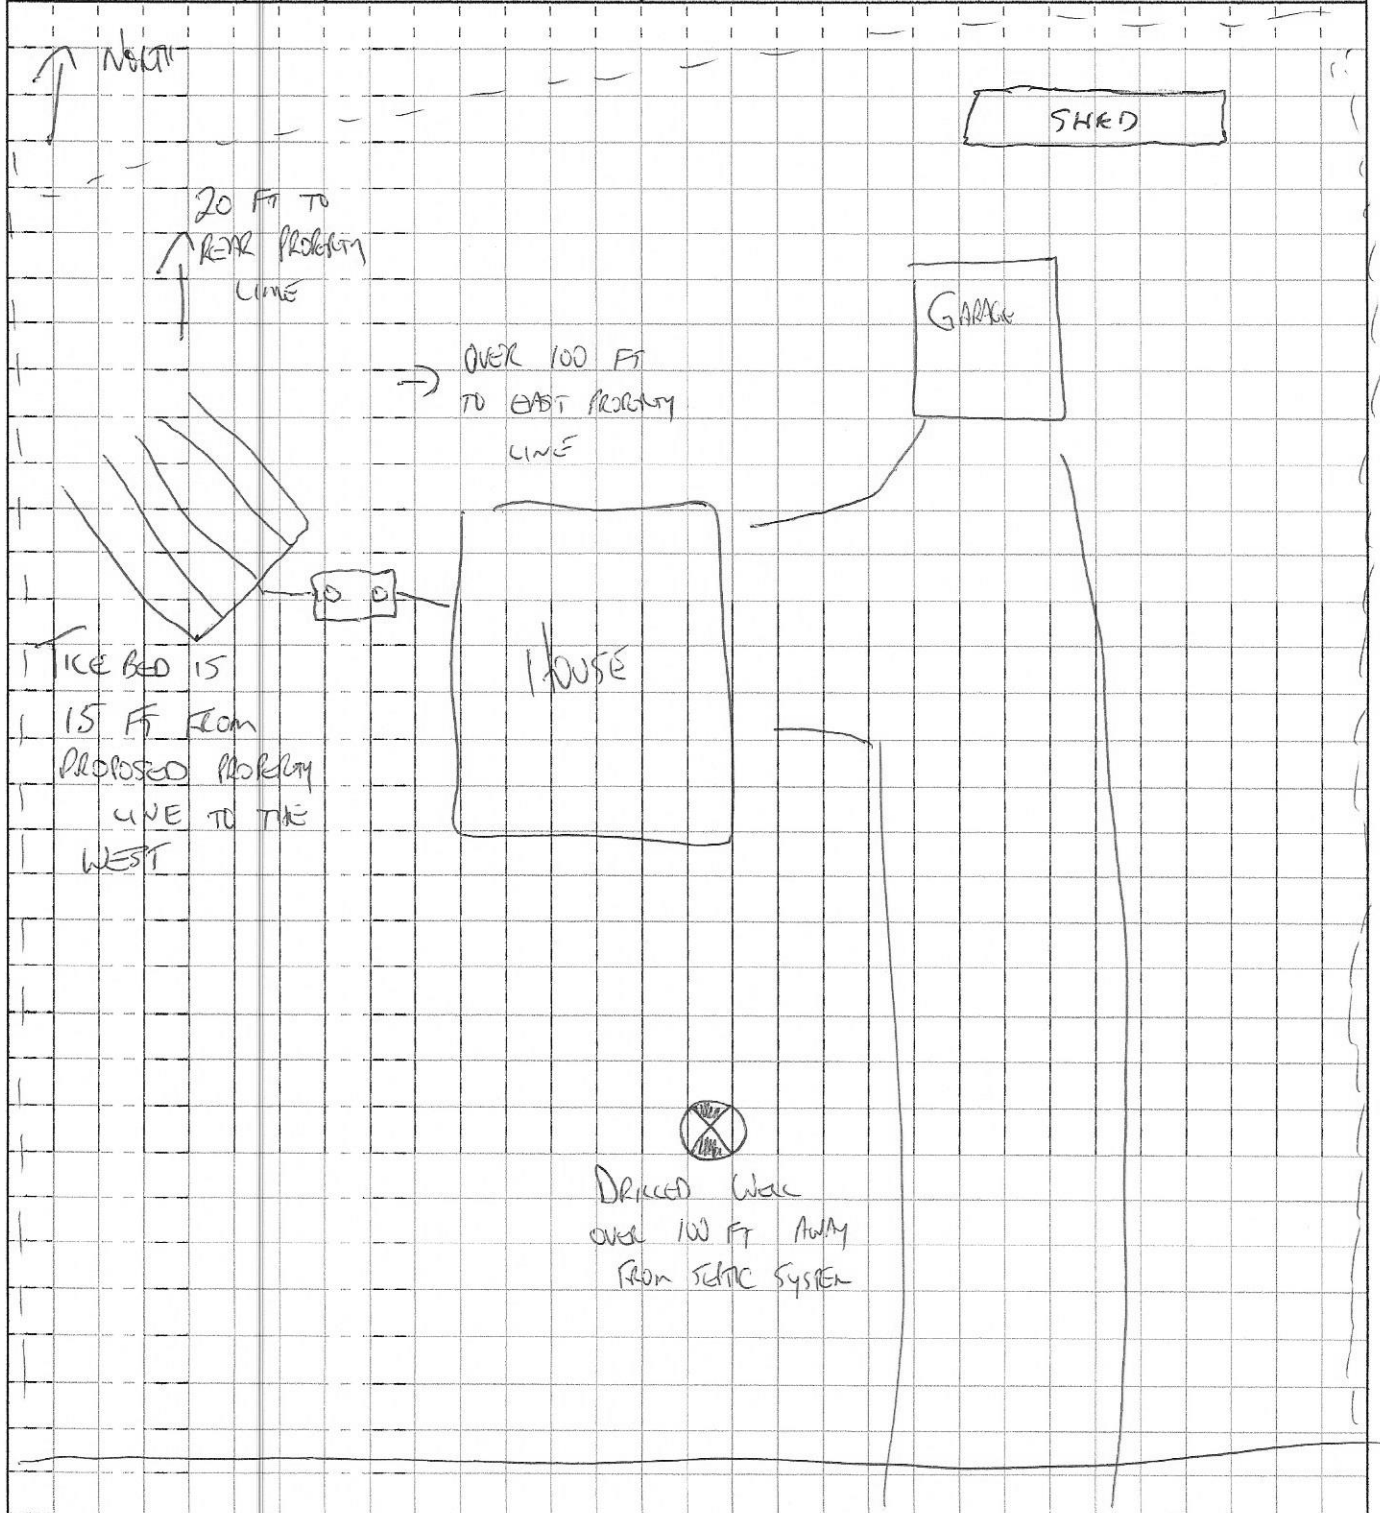 NORTH
SHED
20 FT TO
REAR PROPERTY
LINE
GARAGE
OVER 100 FT
TO EAST PROPERTY
LINE
HOUSE
TILE BED IS
15 FT FROM
PROPOSED PROPERTY
LINE TO THE
WEST
DRILLED WELL
OVER 100 FT AWAY
FROM SEPTIC SYSTEM